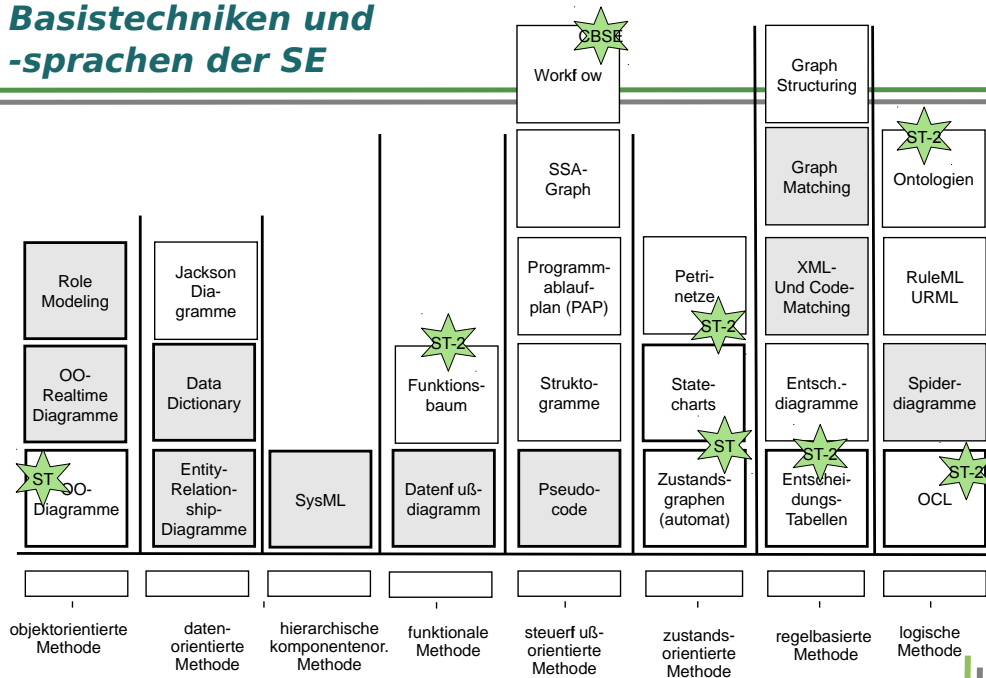 Basistechniken und
-sprachen der SE
CBSE
Workf ow
Graph
Structuring
SSA-
Graph
Graph
Matching
ST-2
Ontologien
Role
Modeling
Jackson
Dia-
gramme
Programm-
ablauf-
plan (PAP)
Petri-
netze
ST-2
XML-
Und Code-
Matching
RuleML
URML
OO-
Realtime
Diagramme
Data
Dictionary
ST-2
Funktions-
baum
Strukto-
gramme
State-
charts
Entsch.-
diagramme
Spider-
diagramme
ST
OO-
Diagramme
Entity-
Relation-
ship-
Diagramme
SysML
Datenf uß-
diagramm
Pseudo-
code
ST
Zustands-
graphen
(automat)
ST-2
Entschei-
dungs-
Tabellen
ST-2
OCL
objektorientierte
Methode
daten-
orientierte
Methode
hierarchische
komponentenor.
Methode
funktionale
Methode
steuerf uß-
orientierte
Methode
zustands-
orientierte
Methode
regelbasierte
Methode
logische
Methode